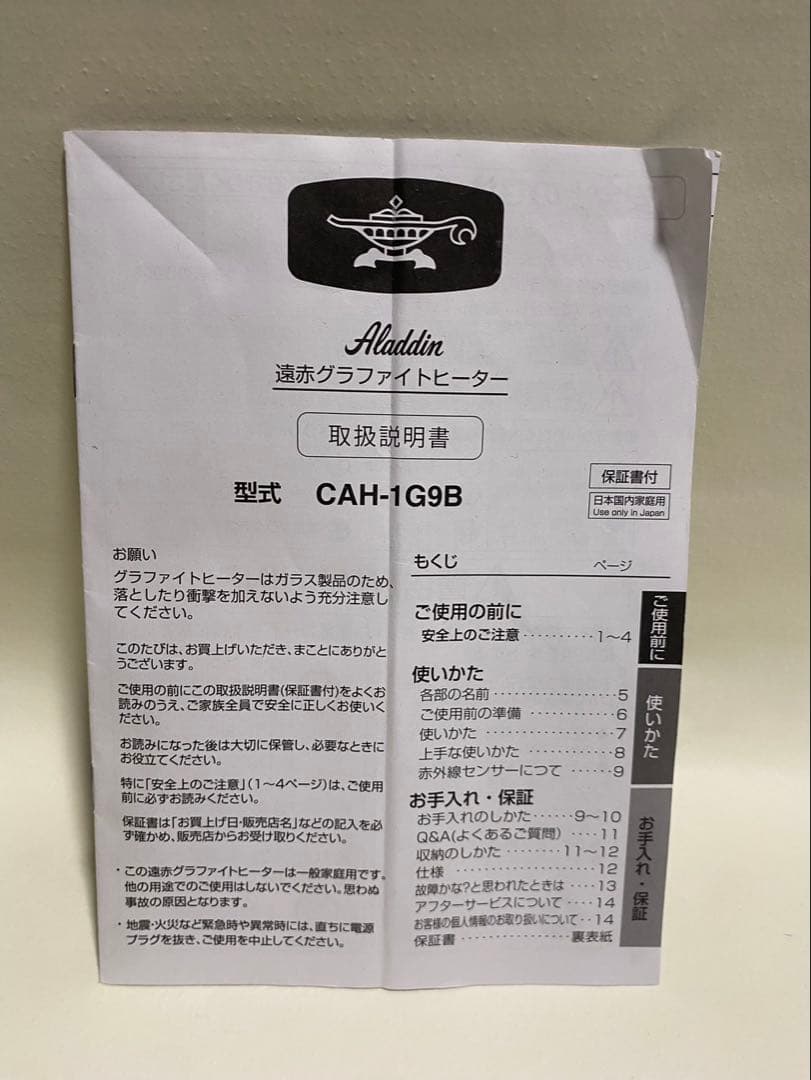 Aladdin
遠赤グラファイトヒーター
取扱説明書
型式 CAH-1G9B
保証書付
日本国内家庭用
Use only in Japan
お願い
グラファイトヒーターはガラス製品のため、
落としたり衝撃を加えないよう充分注意し
てください。
このたびは、お買上げいただき、まことにありがと
うございます。
ご使用の前にこの取扱説明書(保証書付)をよくお
読みのうえ、ご家族全員で安全に正しくお使いく
ださい。
お読みになった後は大切に保管し、必要なときに
お役立てください。
特に「安全上のご注意」(1〜4ページ)は、ご使用
前に必ずお読みください。
保証書は「お買上げ日・販売店名」などの記入を必
ず確かめ、販売店からお受け取りください。
・この遠赤グラファイトヒーターは一般家庭用です。
他の用途でのご使用はしないでください。思わぬ
事故の原因となります。
・地震・火災など緊急時や異常時には、直ちに電源
プラグを抜き、ご使用を中止してください。
もくじ ページ
ご使用の前に
安全上のご注意 ·········· 1〜4
使いかた
各部の名前 ················· 5
ご使用前の準備 ············ 6
使いかた ··················· 7
上手な使いかた ············ 8
赤外線センサーにつて ······ 9
お手入れ・保証
お手入れのしかた ······ 9〜10
Q&A(よくあるご質問) ···· 11
収納のしかた ········ 11〜12
仕様 ····················· 12
故障かな?と思われたときは ···· 13
アフターサービスについて ···· 14
お客様の個人情報のお取り扱いについて ·· 14
保証書 ················ 裏表紙
ご使用前に
使いかた
お手入れ・保証